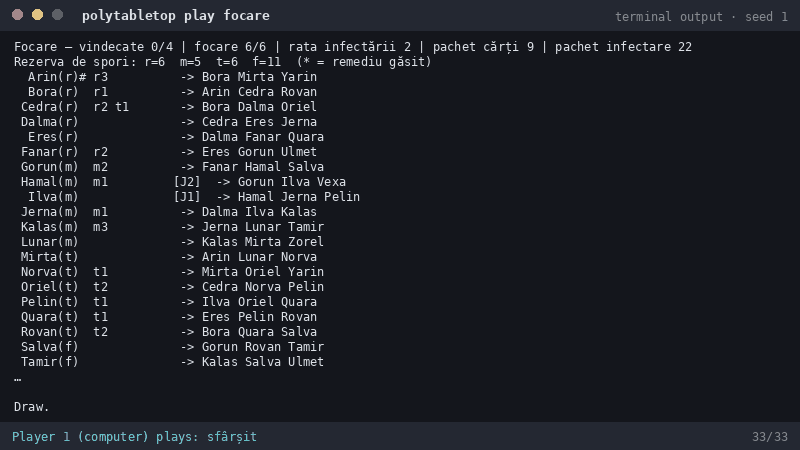 polytabletop play focare
terminal output · seed 1
Focare — vindecate 0/4 | focare 6/6 | rata infectării 2 | pachet cărți 9 | pachet infectare 22
Rezerva de spori: r=6 m=5 t=6 f=11 (* = remediu găsit)
Arin(r)# r3 -> Bora Mirta Yarin
Bora(r) r1 -> Arin Cedra Rovan
Cedra(r) r2 t1 -> Bora Dalma Oriel
Dalma(r) -> Cedra Eres Jerna
Eres(r) -> Dalma Fanar Quara
Fanar(r) r2 -> Eres Gorun Ulmet
Gorun(m) m2 -> Fanar Hamal Salva
Hamal(m) m1 [J2] -> Gorun Ilva Vexa
Ilva(m) [J1] -> Hamal Jerna Pelin
Jerna(m) m1 -> Dalma Ilva Kalas
Kalas(m) m3 -> Jerna Lunar Tamir
Lunar(m) -> Kalas Mirta Zorel
Mirta(t) -> Arin Lunar Norva
Norva(t) t1 -> Mirta Oriel Yarin
Oriel(t) t2 -> Cedra Norva Pelin
Pelin(t) t1 -> Ilva Oriel Quara
Quara(t) t1 -> Eres Pelin Rovan
Rovan(t) t2 -> Bora Quara Salva
Salva(f) -> Gorun Rovan Tamir
Tamir(f) -> Kalas Salva Ulmet
…
Draw.
Player 1 (computer) plays: sfârșit
33/33